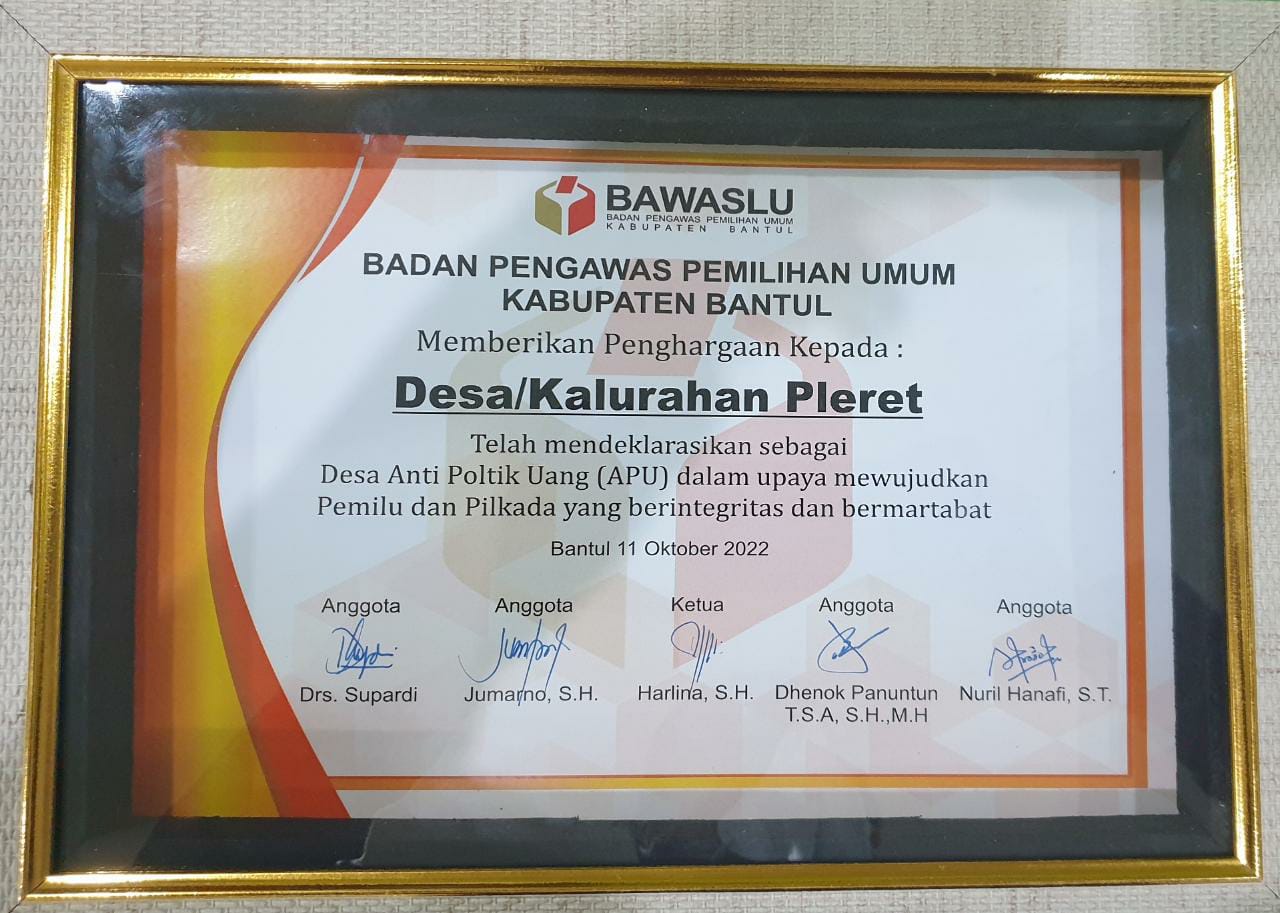 BAWASLU
BADAN PENGAWAS PEMILIHAN UMUM
KABUPATEN BANTUL
BADAN PENGAWAS PEMILIHAN UMUM
KABUPATEN BANTUL
Memberikan Penghargaan Kepada :
Desa/Kalurahan Pleret
Telah mendeklarasikan sebagai
Desa Anti Poltik Uang (APU) dalam upaya mewujudkan
Pemilu dan Pilkada yang berintegritas dan bermartabat
Bantul 11 Oktober 2022
Anggota Anggota Ketua Anggota Anggota
Drs. Supardi Jumarno, S.H. Harlina, S.H. Dhenok Panuntun Nuril Hanafi, S.T.
T.S.A, S.H.,M.H